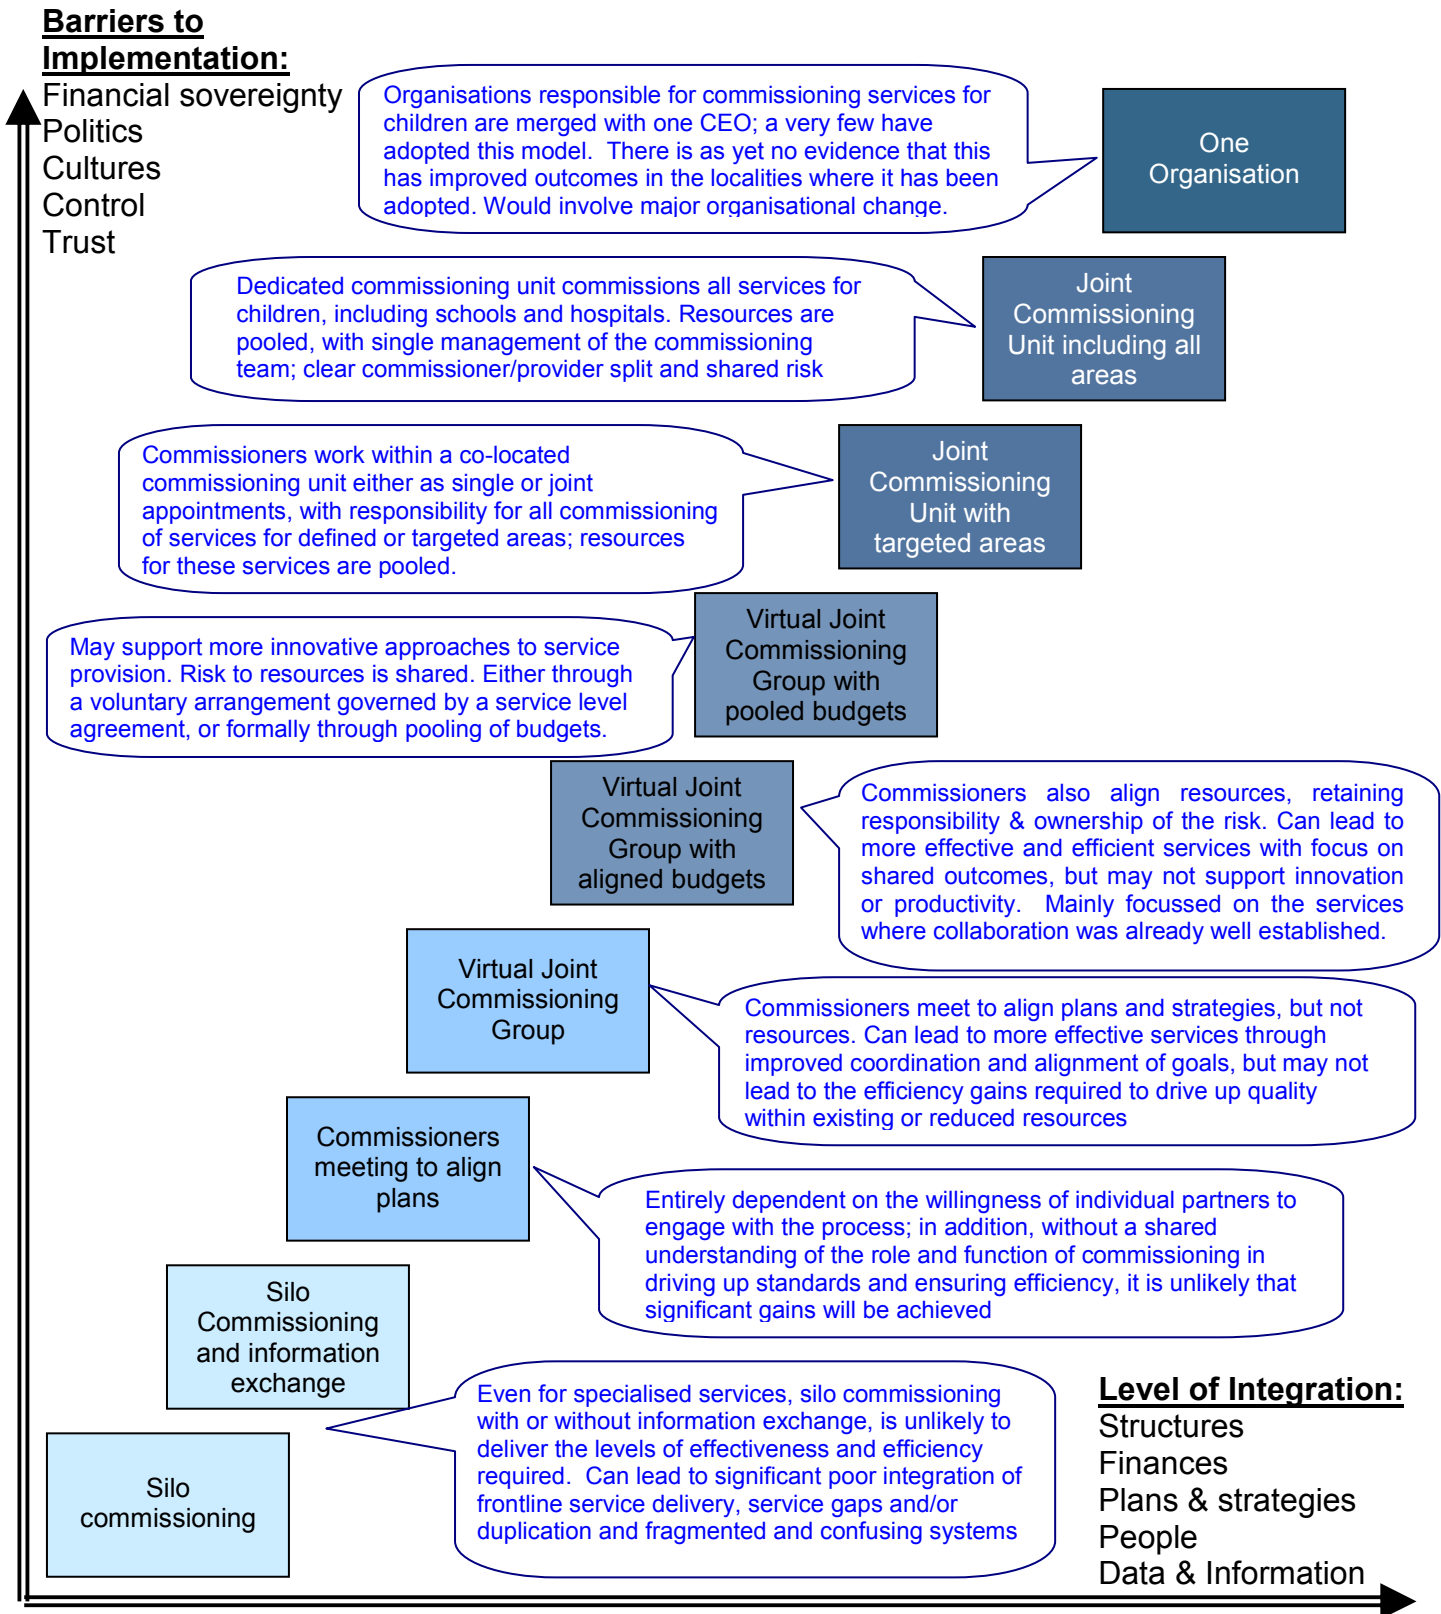 Barriers to
Implementation:
Financial sovereignty
Politics
Cultures
Control
Trust
Organisations responsible for commissioning services for
children are merged with one CEO; a very few have
adopted this model.  There is as yet no evidence that this
has improved outcomes in the localities where it has been
adopted. Would involve major organisational change.
One
Organisation
Dedicated commissioning unit commissions all services for
children, including schools and hospitals. Resources are
pooled, with single management of the commissioning
team; clear commissioner/provider split and shared risk
Joint
Commissioning
Unit including all
areas
Commissioners work within a co-located
commissioning unit either as single or joint
appointments, with responsibility for all commissioning
of services for defined or targeted areas; resources
for these services are pooled.
Joint
Commissioning
Unit with
targeted areas
May support more innovative approaches to service
provision. Risk to resources is shared. Either through
a voluntary arrangement governed by a service level
agreement, or formally through pooling of budgets.
Virtual Joint
Commissioning
Group with
pooled budgets
Virtual Joint
Commissioning
Group with
aligned budgets
Commissioners also align resources, retaining
responsibility & ownership of the risk. Can lead to
more effective and efficient services with focus on
shared outcomes, but may not support innovation
or productivity.  Mainly focussed on the services
where collaboration was already well established.
Virtual Joint
Commissioning
Group
Commissioners meet to align plans and strategies, but not
resources. Can lead to more effective services through
improved coordination and alignment of goals, but may not
lead to the efficiency gains required to drive up quality
within existing or reduced resources
Commissioners
meeting to align
plans
Entirely dependent on the willingness of individual partners to
engage with the process; in addition, without a shared
understanding of the role and function of commissioning in
driving up standards and ensuring efficiency, it is unlikely that
significant gains will be achieved
Silo
Commissioning
and information
exchange
Even for specialised services, silo commissioning
with or without information exchange, is unlikely to
deliver the levels of effectiveness and efficiency
required.  Can lead to significant poor integration of
frontline service delivery, service gaps and/or
duplication and fragmented and confusing systems
Silo
commissioning
Level of Integration:
Structures
Finances
Plans & strategies
People
Data & Information